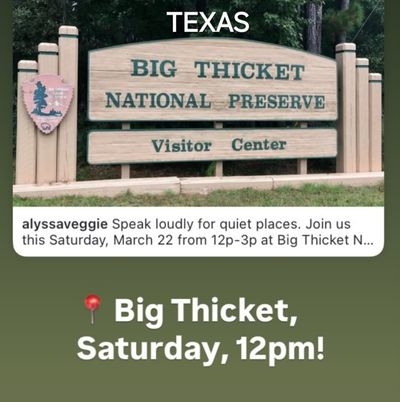 TEXAS
BIG THICKET
NATIONAL PRESERVE
Visitor Center
alyssaveggie Speak loudly for quiet places. Join us
this Saturday, March 22 from 12p-3p at Big Thicket N...
📍 Big Thicket,
Saturday, 12pm!